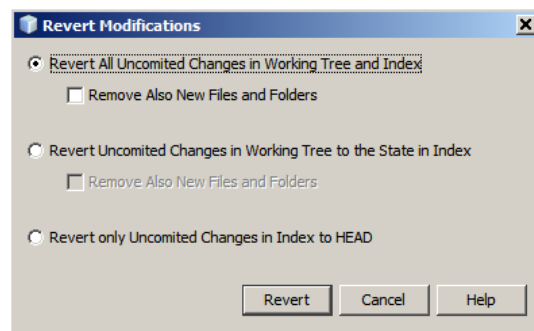 Revert Modifications
Revert All Uncomited Changes in Working Tree and Index
Remove Also New Files and Folders
Revert Uncomited Changes in Working Tree to the State in Index
Remove Also New Files and Folders
Revert only Uncomited Changes in Index to HEAD
Revert Cancel Help